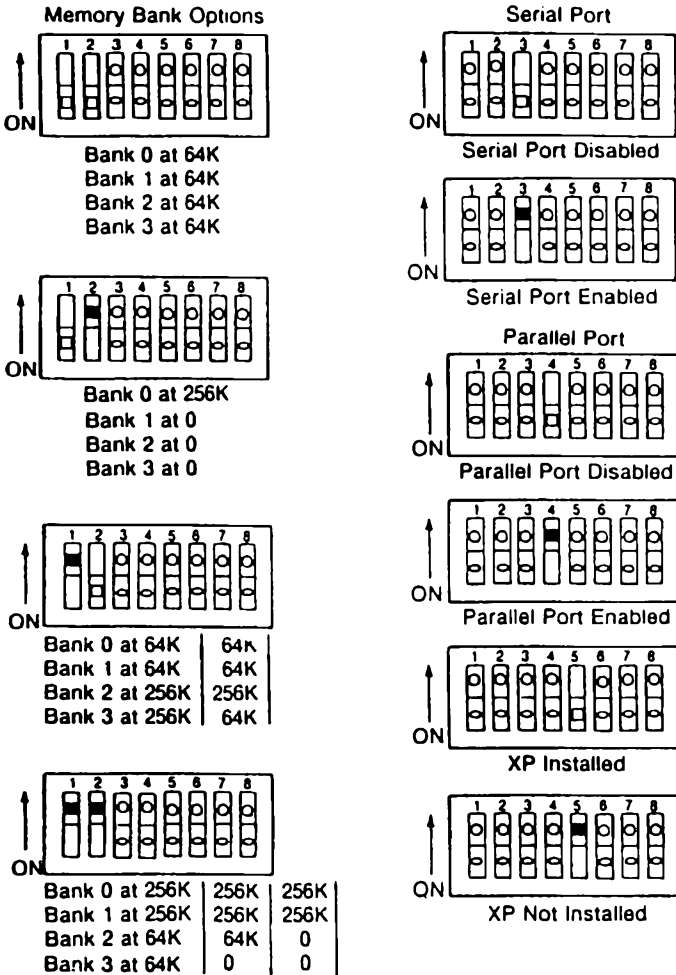 Memory Bank Options
1 2 3 4 5 6 7 8
ON
Bank 0 at 64K
Bank 1 at 64K
Bank 2 at 64K
Bank 3 at 64K
1 2 3 4 5 6 7 8
ON
Bank 0 at 256K
Bank 1 at 0
Bank 2 at 0
Bank 3 at 0
1 2 3 4 5 6 7 8
ON
Bank 0 at 64K 64K
Bank 1 at 64K 64K
Bank 2 at 256K 256K
Bank 3 at 256K 64K
1 2 3 4 5 6 7 8
ON
Bank 0 at 256K 256K 256K
Bank 1 at 256K 256K 256K
Bank 2 at 64K 64K 0
Bank 3 at 64K 0 0
Serial Port
1 2 3 4 5 6 7 8
ON
Serial Port Disabled
1 2 3 4 5 6 7 8
ON
Serial Port Enabled
Parallel Port
1 2 3 4 5 6 7 8
ON
Parallel Port Disabled
1 2 3 4 5 6 7 8
ON
Parallel Port Enabled
1 2 3 4 5 6 7 8
ON
XP Installed
1 2 3 4 5 6 7 8
ON
XP Not Installed